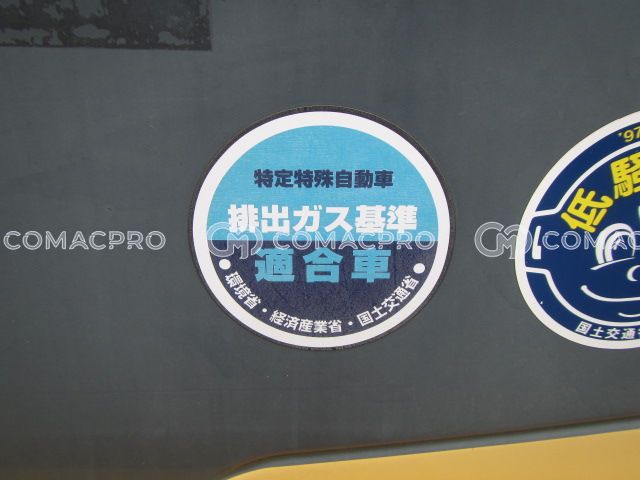 特定特殊自動車
排出ガス基準
適合車
・環境省・経済産業省・国土交通省・
'97
低騒
国土交通省
COMACPRO
COMACPRO
COMACPRO